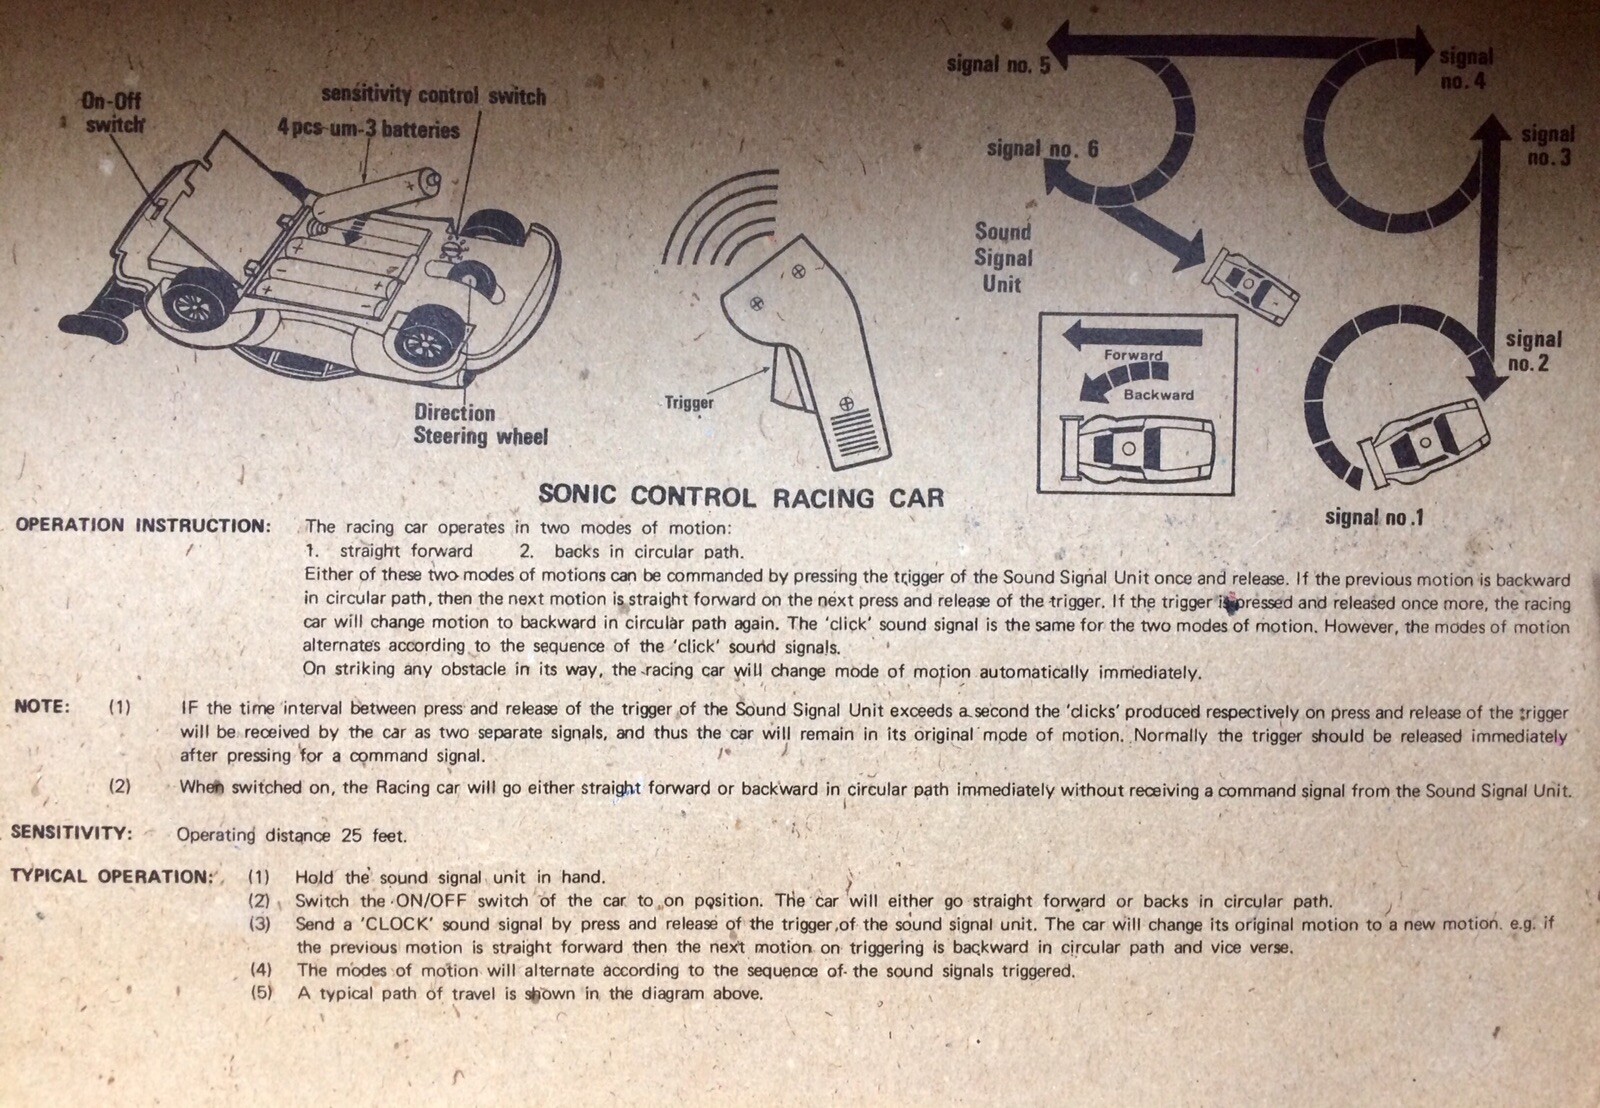 On-Off
switch
sensitivity control switch
4pcs-um-3 batteries
Direction
Steering wheel
Trigger
Sound
Signal
Unit
signal no. 5
signal
no. 4
signal no. 6
signal
no. 3
signal
no. 2
signal no .1
Forward
Backward
SONIC CONTROL RACING CAR
OPERATION INSTRUCTION: The racing car operates in two modes of motion:
1. straight forward 2. backs in circular path.
Either of these two modes of motions can be commanded by pressing the trigger of the Sound Signal Unit once and release. If the previous motion is backward
in circular path, then the next motion is straight forward on the next press and release of the trigger. If the trigger is pressed and released once more, the racing
car will change motion to backward in circular path again. The 'click' sound signal is the same for the two modes of motion. However, the modes of motion
alternates according to the sequence of the 'click' sound signals.
On striking any obstacle in its way, the racing car will change mode of motion automatically immediately.
NOTE: (1) IF the time interval between press and release of the trigger of the Sound Signal Unit exceeds a second the 'clicks' produced respectively on press and release of the trigger
will be received by the car as two separate signals, and thus the car will remain in its original mode of motion. Normally the trigger should be released immediately
after pressing for a command signal.
(2) When switched on, the Racing car will go either straight forward or backward in circular path immediately without receiving a command signal from the Sound Signal Unit.
SENSITIVITY: Operating distance 25 feet.
TYPICAL OPERATION: (1) Hold the sound signal unit in hand.
(2) Switch the ON/OFF switch of the car to on position. The car will either go straight forward or backs in circular path.
(3) Send a 'CLOCK' sound signal by press and release of the trigger of the sound signal unit. The car will change its original motion to a new motion. e.g. if
the previous motion is straight forward then the next motion on triggering is backward in circular path and vice verse.
(4) The modes of motion will alternate according to the sequence of the sound signals triggered.
(5) A typical path of travel is shown in the diagram above.